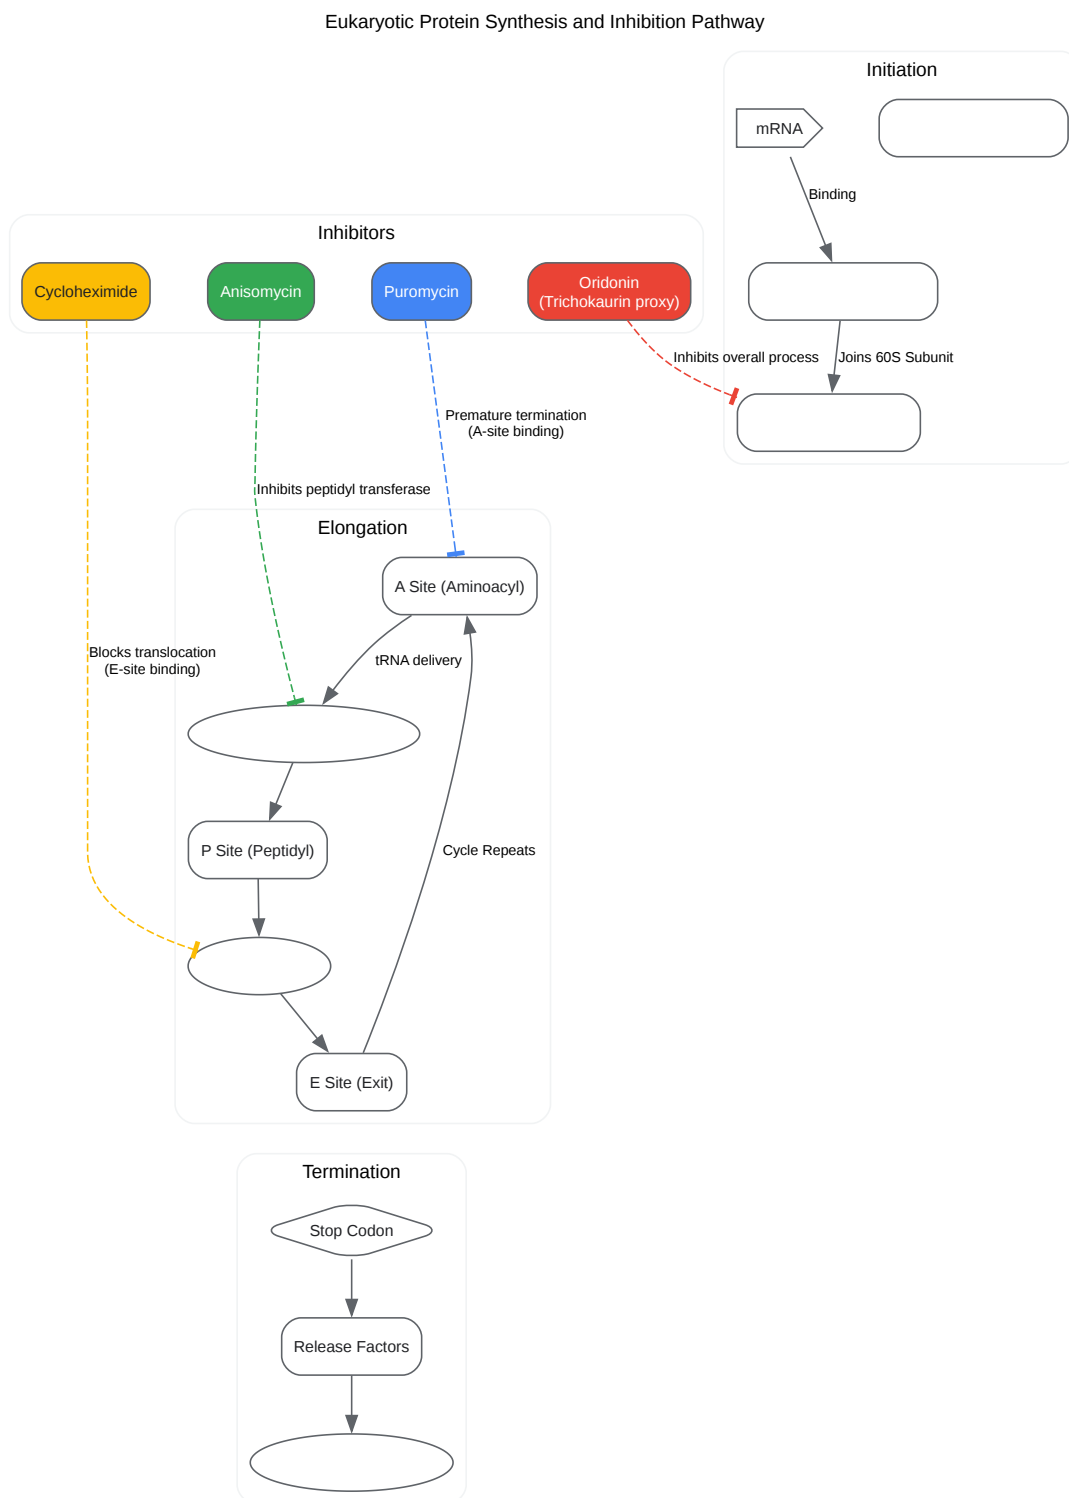 Eukaryotic Protein Synthesis and Inhibition Pathway
Initiation
mRNA
Binding
Inhibitors
Cycloheximide
Anisomycin
Puromycin
Oridonin
(Trichokaurin proxy)
Inhibits overall process
Joins 60S Subunit
Premature termination
(A-site binding)
Inhibits peptidyl transferase
Elongation
A Site (Aminoacyl)
Blocks translocation
(E-site binding)
tRNA delivery
P Site (Peptidyl)
Cycle Repeats
E Site (Exit)
Termination
Stop Codon
Release Factors